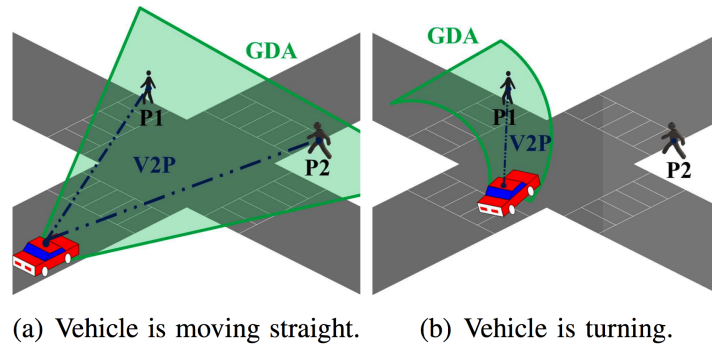 GDA
P1
V2P
P2
(a) Vehicle is moving straight.
GDA
P1
V2P
P2
(b) Vehicle is turning.